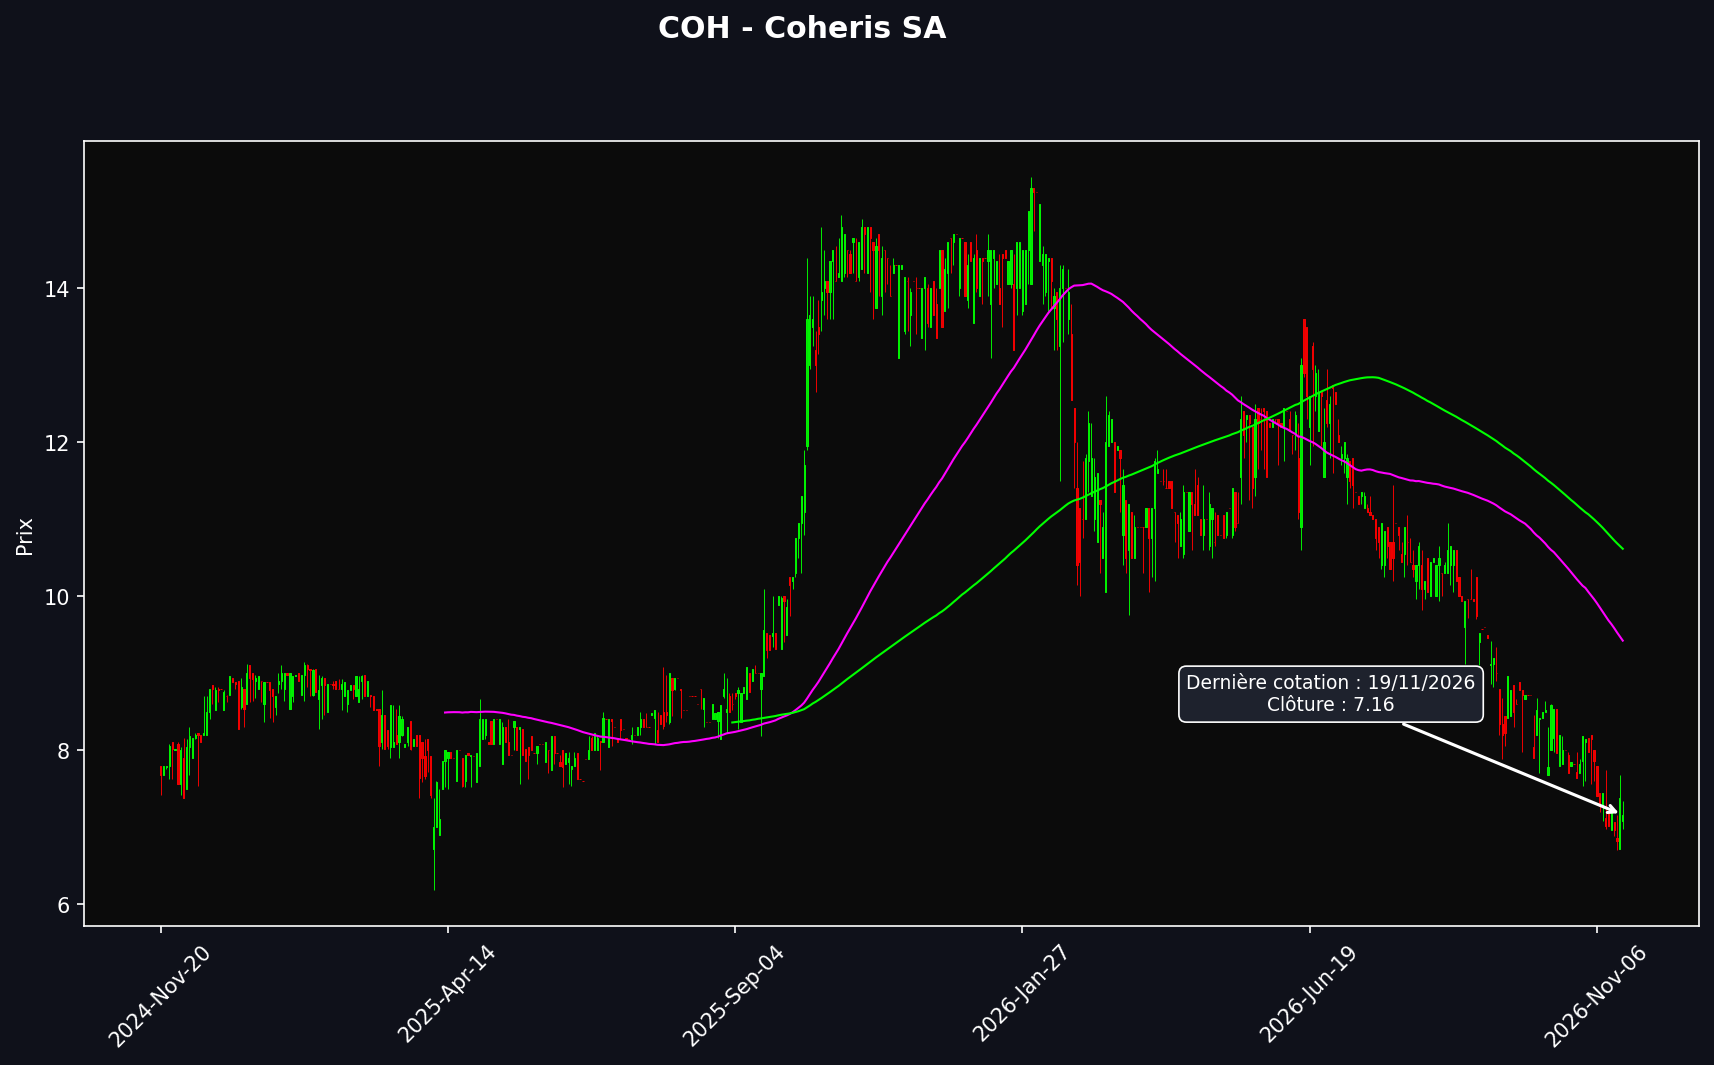 COH - Coheris SA
Prix
14
12
10
8
6
Dernière cotation : 19/11/2026
Clôture : 7.16
2024-Nov-20
2025-Apr-14
2025-Sep-04
2026-Jan-27
2026-Jun-19
2026-Nov-06